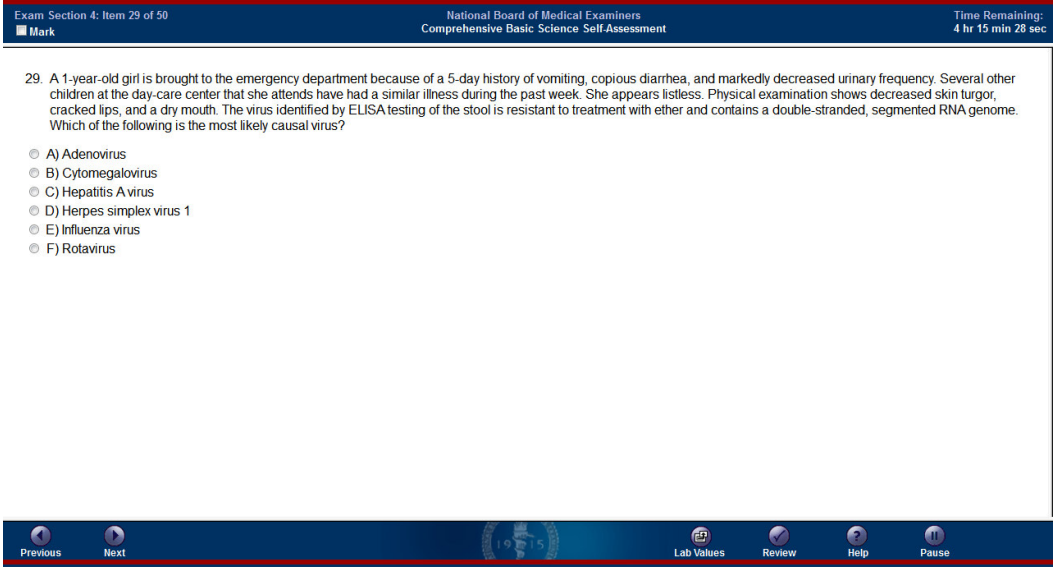 Exam Section 4: Item 29 of 50
National Board of Medical Examiners
Time Remaining:
Mark
Comprehensive Basic Science Self-Assessment
4 hr 15 min 28 sec
29. A 1-year-old girl is brought to the emergency department because of a 5-day history of vomiting, copious diarrhea, and markedly decreased urinary frequency. Several other
children at the day-care center that she attends have had a similar illness during the past week. She appears listless. Physical examination shows decreased skin turgor,
cracked lips, and a dry mouth. The virus identified by ELISA testing of the stool is resistant to treatment with ether and contains a double-stranded, segmented RNA genome.
Which of the following is the most likely causal virus?
A) Adenovirus
B) Cytomegalovirus
C) Hepatitis A virus
D) Herpes simplex virus 1
E) Influenza virus
F) Rotavirus
19 15
Previous
Next
Lab Values
Review
Help
Pause